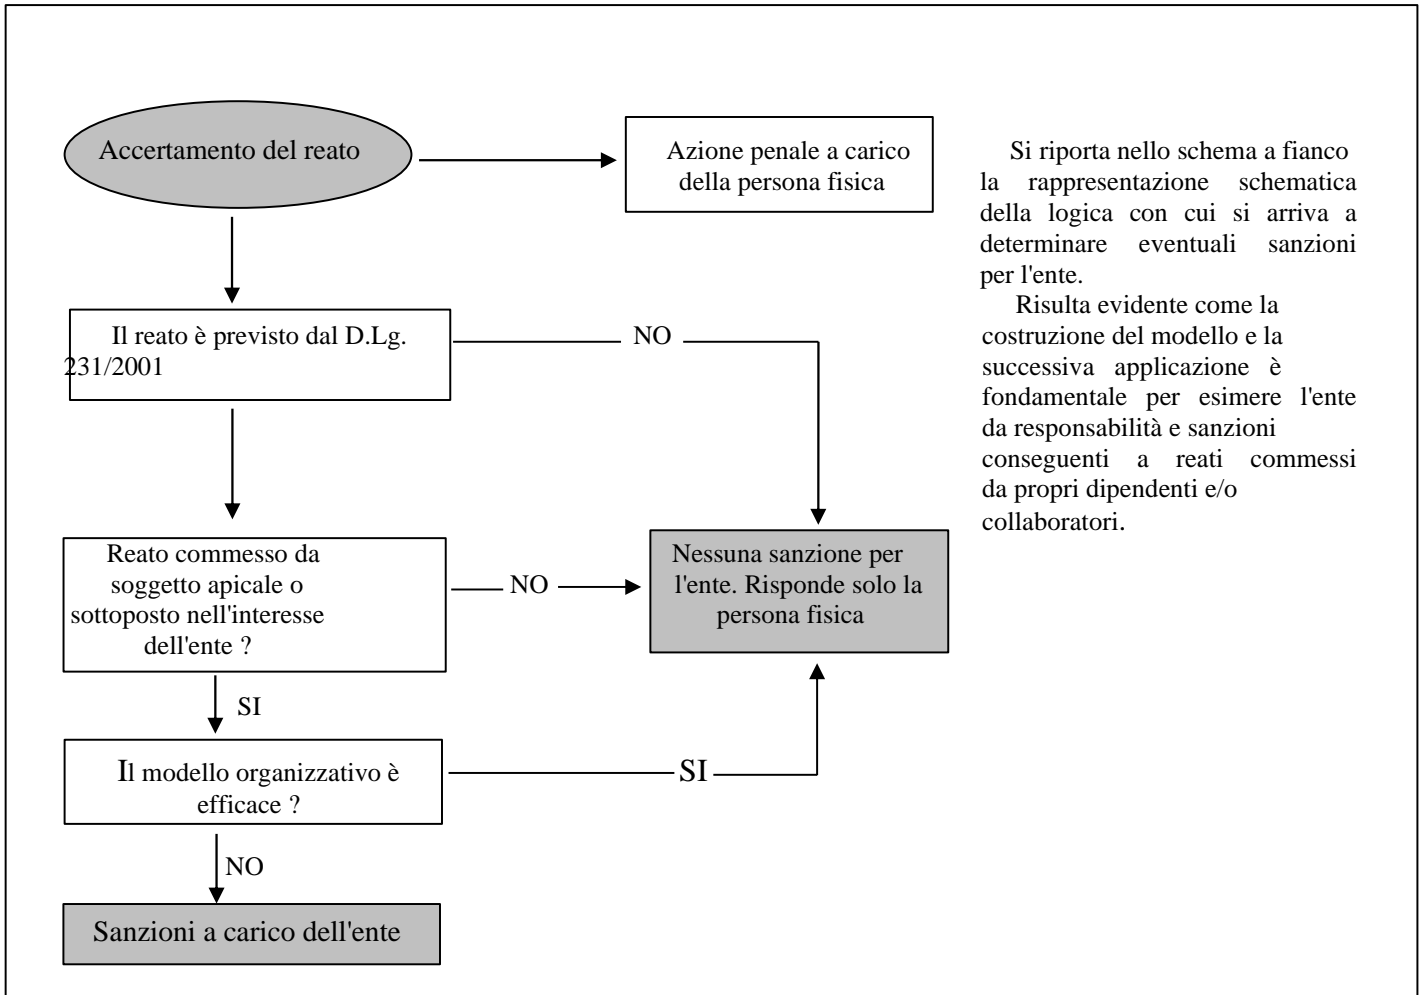 Accertamento del reato
Azione penale a carico
della persona fisica
Il reato è previsto dal D.Lg.
231/2001
NO
Reato commesso da
soggetto apicale o
sottoposto nell'interesse
dell'ente ?
NO
Nessuna sanzione per
l'ente. Risponde solo la
persona fisica
SI
Il modello organizzativo è
efficace ?
SI
NO
Sanzioni a carico dell'ente
Si riporta nello schema a fianco
la rappresentazione schematica
della logica con cui si arriva a
determinare eventuali sanzioni
per l'ente.
Risulta evidente come la
costruzione del modello e la
successiva applicazione è
fondamentale per esimere l'ente
da responsabilità e sanzioni
conseguenti a reati commessi
da propri dipendenti e/o
collaboratori.